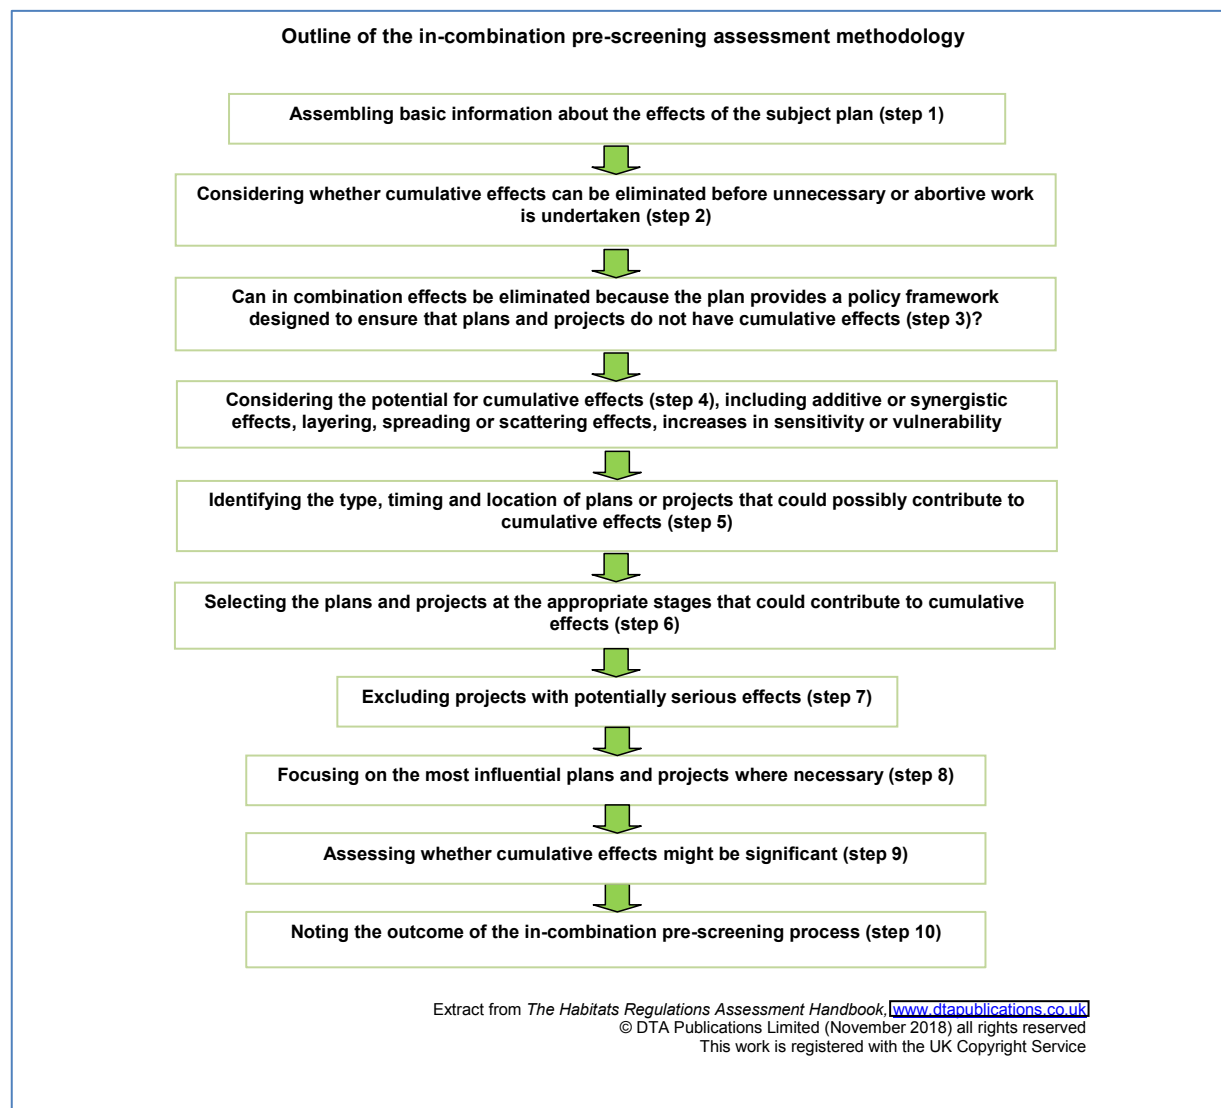 Outline of the in-combination pre-screening assessment methodology
Assembling basic information about the effects of the subject plan (step 1)
Considering whether cumulative effects can be eliminated before unnecessary or abortive work
is undertaken (step 2)
Can in combination effects be eliminated because the plan provides a policy framework
designed to ensure that plans and projects do not have cumulative effects (step 3)?
Considering the potential for cumulative effects (step 4), including additive or synergistic
effects, layering, spreading or scattering effects, increases in sensitivity or vulnerability
Identifying the type, timing and location of plans or projects that could possibly contribute to
cumulative effects (step 5)
Selecting the plans and projects at the appropriate stages that could contribute to cumulative
effects (step 6)
Excluding projects with potentially serious effects (step 7)
Focusing on the most influential plans and projects where necessary (step 8)
Assessing whether cumulative effects might be significant (step 9)
Noting the outcome of the in-combination pre-screening process (step 10)
Extract from The Habitats Regulations Assessment Handbook, www.dtapublications.co.uk
© DTA Publications Limited (November 2018) all rights reserved
This work is registered with the UK Copyright Service